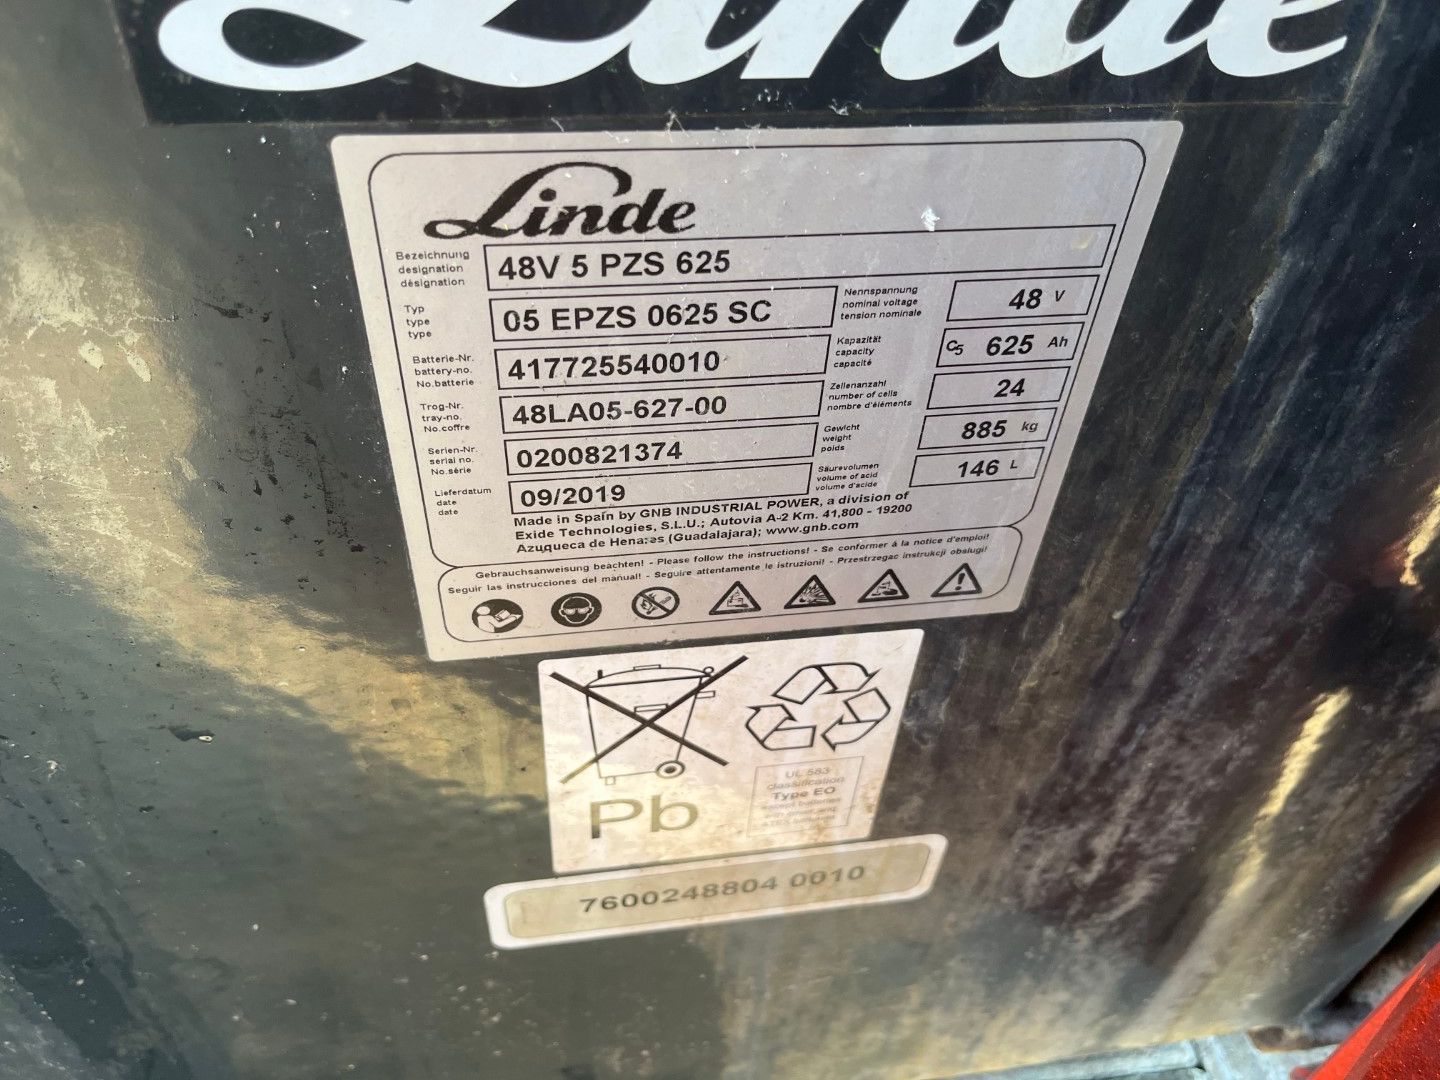 Linde
Linde
Bezeichnung
designation
désignation
48V 5 PZS 625
Typ
type
type
05 EPZS 0625 SC
Nennspannung
nominal voltage
tension nominale
48 V
Batterie-Nr.
battery-no.
No.batterie
417725540010
Kapazität
capacity
capacité
C5 625 Ah
Trog-Nr.
tray-no.
No.coffre
48LA05-627-00
Zellenanzahl
number of cells
nombre d'éléments
24
Serien-Nr.
serial no.
No.série
0200821374
Gewicht
weight
poids
885 kg
Lieferdatum
date
date
09/2019
Säurevolumen
volume of acid
volume d'acide
146 L
Made in Spain by GNB INDUSTRIAL POWER, a division of
Exide Technologies, S.L.U.; Autovia A-2 Km. 41,800 - 19200
Azuqueca de Henares (Guadalajara); www.gnb.com
Gebrauchsanweisung beachten! - Please follow the instructions! - Se conformer á la notice d'emploi!
Seguir las instrucciones del mañual! - Seguire attentamente le istruzioni! - Przestrzegac instrukcji obslugi!
Pb
UL 583
classification
Type EO
except batteries
7600248804 0010